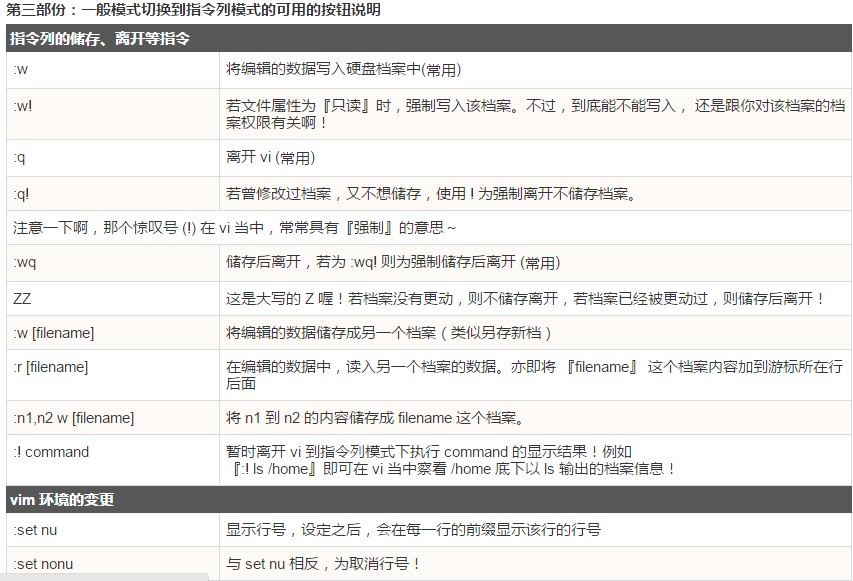 第三部份：一般模式切换到指令列模式的可用的按钮说明
指令列的储存、离开等指令
:w 将编辑的数据写入硬盘档案中(常用)
:w! 若文件属性为『只读』时，强制写入该档案。不过，到底能不能写入， 还是跟你对该档案的档
案权限有关啊！
:q 离开 vi (常用)
:q! 若曾修改过档案，又不想储存，使用 ! 为强制离开不储存档案。
注意一下啊，那个惊叹号 (!) 在 vi 当中，常常具有『强制』的意思～
:wq 储存后离开，若为 :wq! 则为强制储存后离开 (常用)
ZZ 这是大写的 Z 喔！若档案没有更动，则不储存离开，若档案已经被更动过，则储存后离开！
:w [filename] 将编辑的数据储存成另一个档案（类似另存新档）
:r [filename] 在编辑的数据中，读入另一个档案的数据。亦即将 『filename』 这个档案内容加到游标所在行
后面
:n1,n2 w [filename] 将 n1 到 n2 的内容储存成 filename 这个档案。
:! command 暂时离开 vi 到指令列模式下执行 command 的显示结果！例如
『:! ls /home』即可在 vi 当中察看 /home 底下以 ls 输出的档案信息！
vim 环境的变更
:set nu 显示行号，设定之后，会在每一行的前缀显示该行的行号
:set nonu 与 set nu 相反，为取消行号！